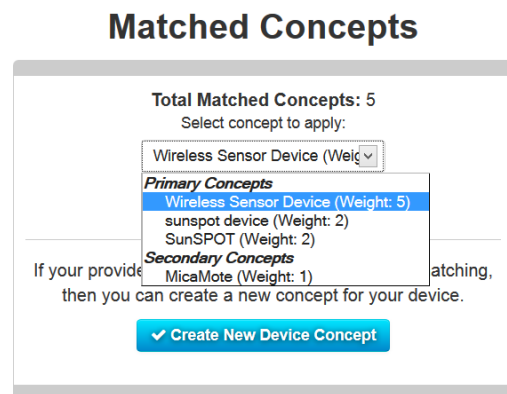 Matched Concepts
Total Matched Concepts: 5
Select concept to apply:
Wireless Sensor Device
Primary Concepts
Wireless Sensor Device (Weight: 5)
sunspot device (Weight: 2)
SunSPOT (Weight: 2)
Secondary Concepts
MicaMote (Weight: 1)
If your provide atching,
then you can create a new concept for your device.
✔ Create New Device Concept